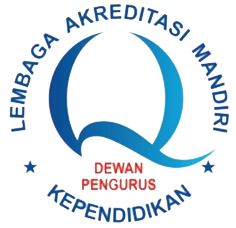 LEMBAGA AKREDITASI MANDIRI
DEWAN
PENGURUS
KEPENDIDIKAN